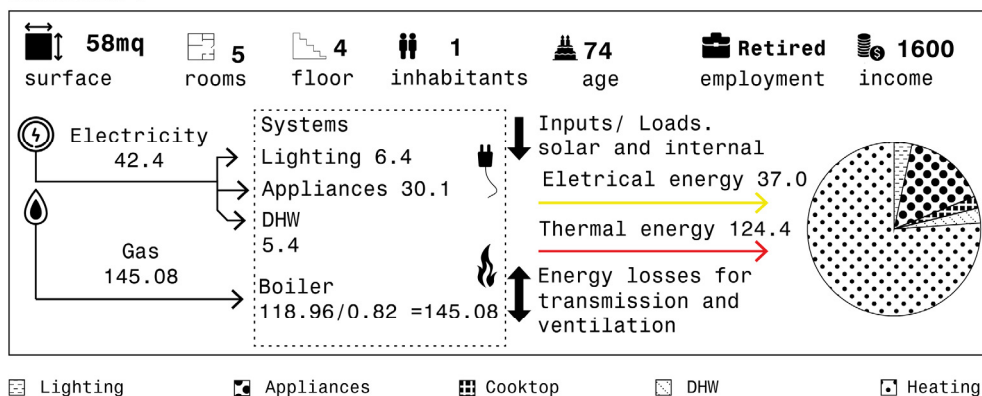 58mq
surface
5
rooms
4
floor
1
inhabitants
74
age
Retired
employment
1600
income
Electricity
42.4
Gas
145.08
Systems
Lighting 6.4
Appliances 30.1
DHW
5.4
Boiler
118.96/0.82 =145.08
Inputs/ Loads.
solar and internal
Eletrical energy 37.0
Thermal energy 124.4
Energy losses for
transmission and
ventilation
Lighting
Appliances
Cooktop
DHW
Heating